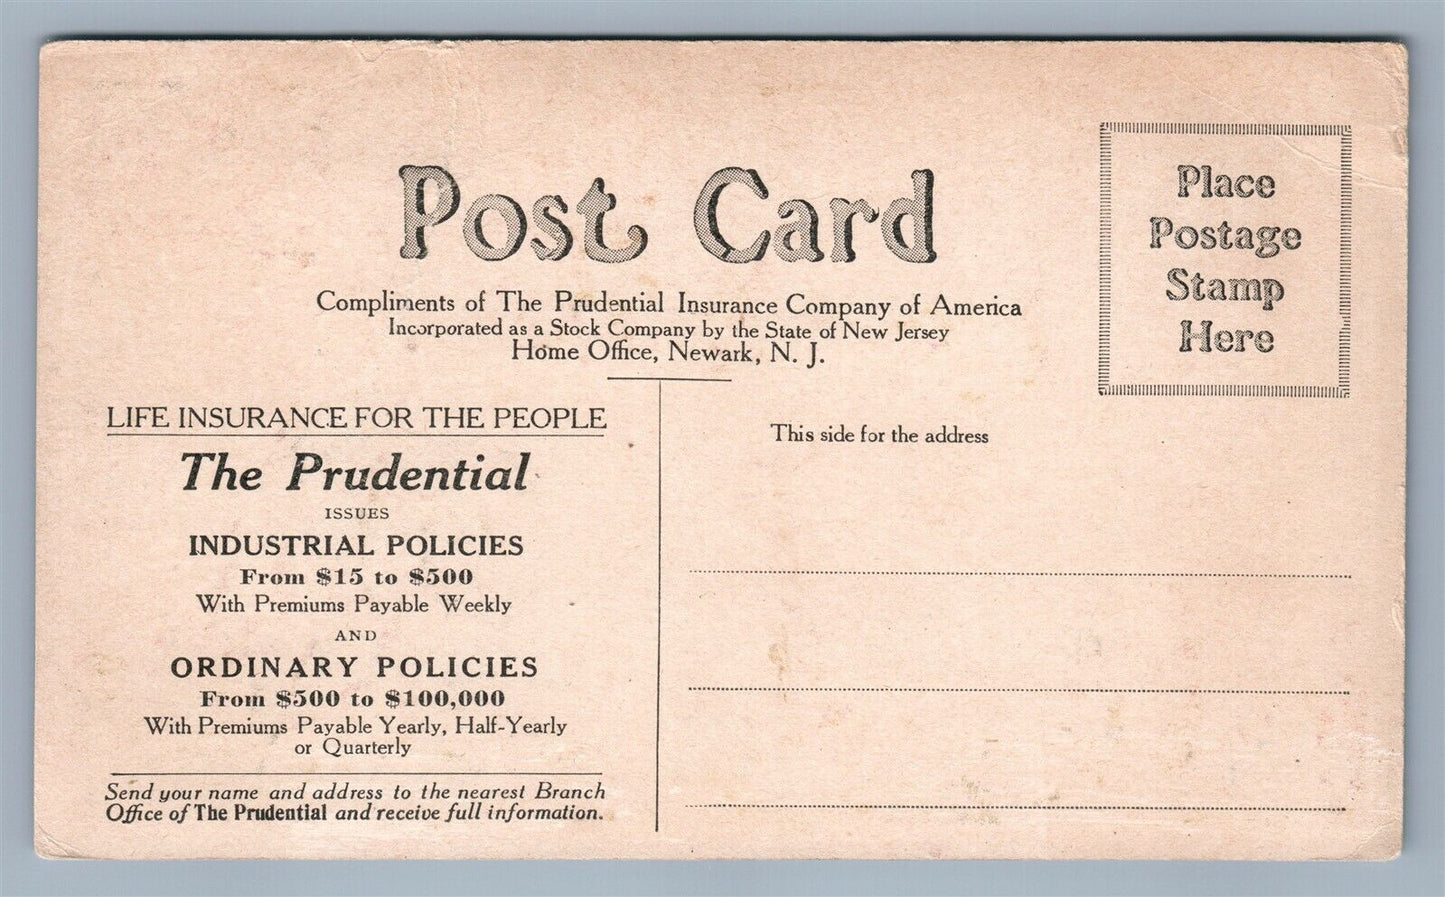 Post Card
Compliments of The Prudential Insurance Company of America
Incorporated as a Stock Company by the State of New Jersey
Home Office, Newark, N. J.
Place
Postage
Stamp
Here
LIFE INSURANCE FOR THE PEOPLE
The Prudential
ISSUES
INDUSTRIAL POLICIES
From $15 to $500
With Premiums Payable Weekly
AND
ORDINARY POLICIES
From $500 to $100,000
With Premiums Payable Yearly, Half-Yearly
or Quarterly
Send your name and address to the nearest Branch
Office of The Prudential and receive full information.
This side for the address